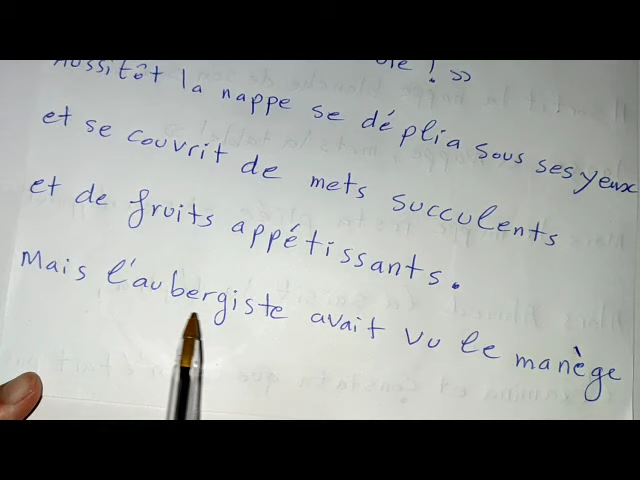 ! »
Aussitôt la nappe se déplia sous ses yeux
et se couvrit de mets succulents
et de fruits appétissants.
Mais l'aubergiste avait vu le manège